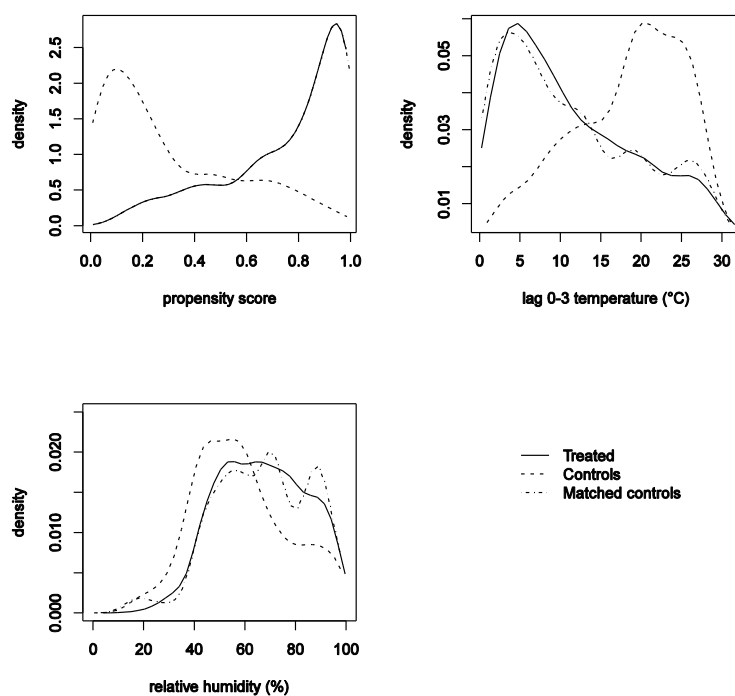 density
0.0 0.5 1.0 1.5 2.0 2.5
0.0 0.2 0.4 0.6 0.8 1.0
propensity score
density
0.01 0.03 0.05
0 5 10 15 20 25 30
lag 0-3 temperature (°C)
density
0.000 0.010 0.020
0 20 40 60 80 100
relative humidity (%)
Treated
Controls
Matched controls